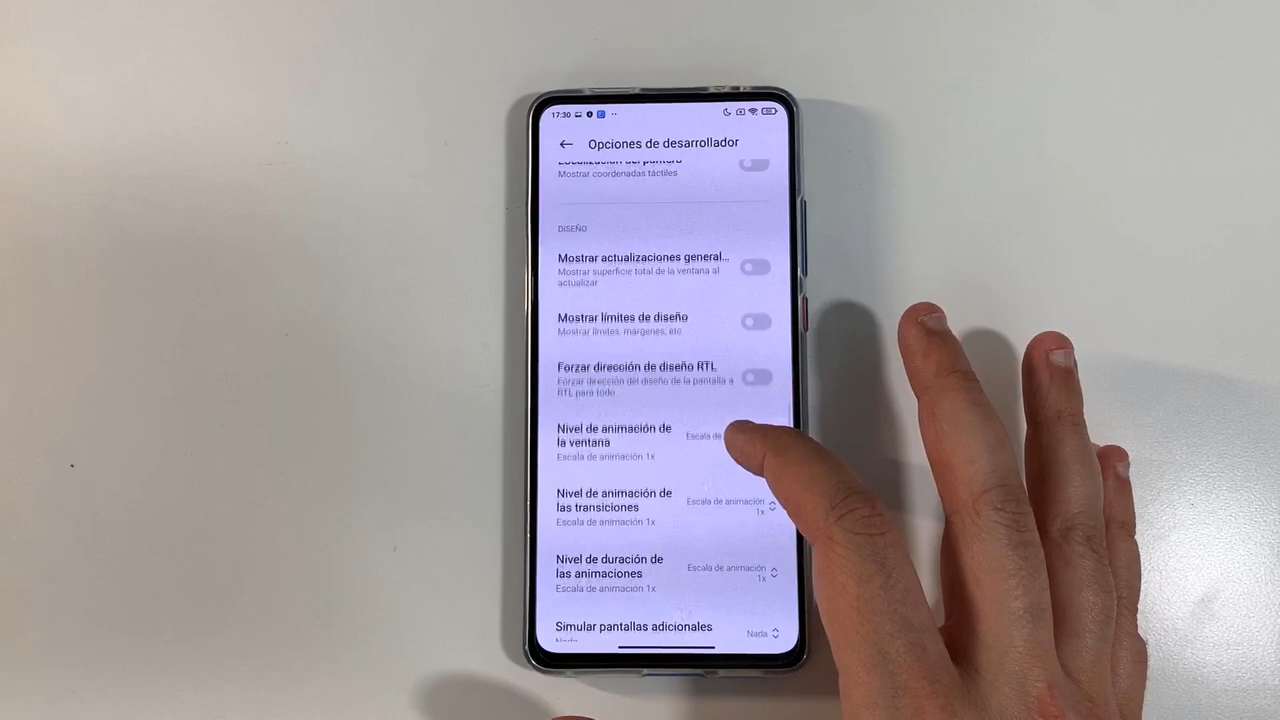 17:30
Opciones de desarrollador
Localización del puntero
Mostrar coordenadas táctiles
DISEÑO
Mostrar actualizaciones general...
Mostrar superficie total de la ventana al
actualizar
Mostrar límites de diseño
Mostrar límites, márgenes, etc
Forzar dirección de diseño RTL
Forzar dirección del diseño de la pantalla a
RTL para todo
Nivel de animación de
la ventana
Escala de
Escala de animación 1x
Nivel de animación de
las transiciones
Escala de animación
1x
Escala de animación 1x
Nivel de duración de
las animaciones
Escala de animación
1x
Escala de animación 1x
Simular pantallas adicionales
Nada
Nada